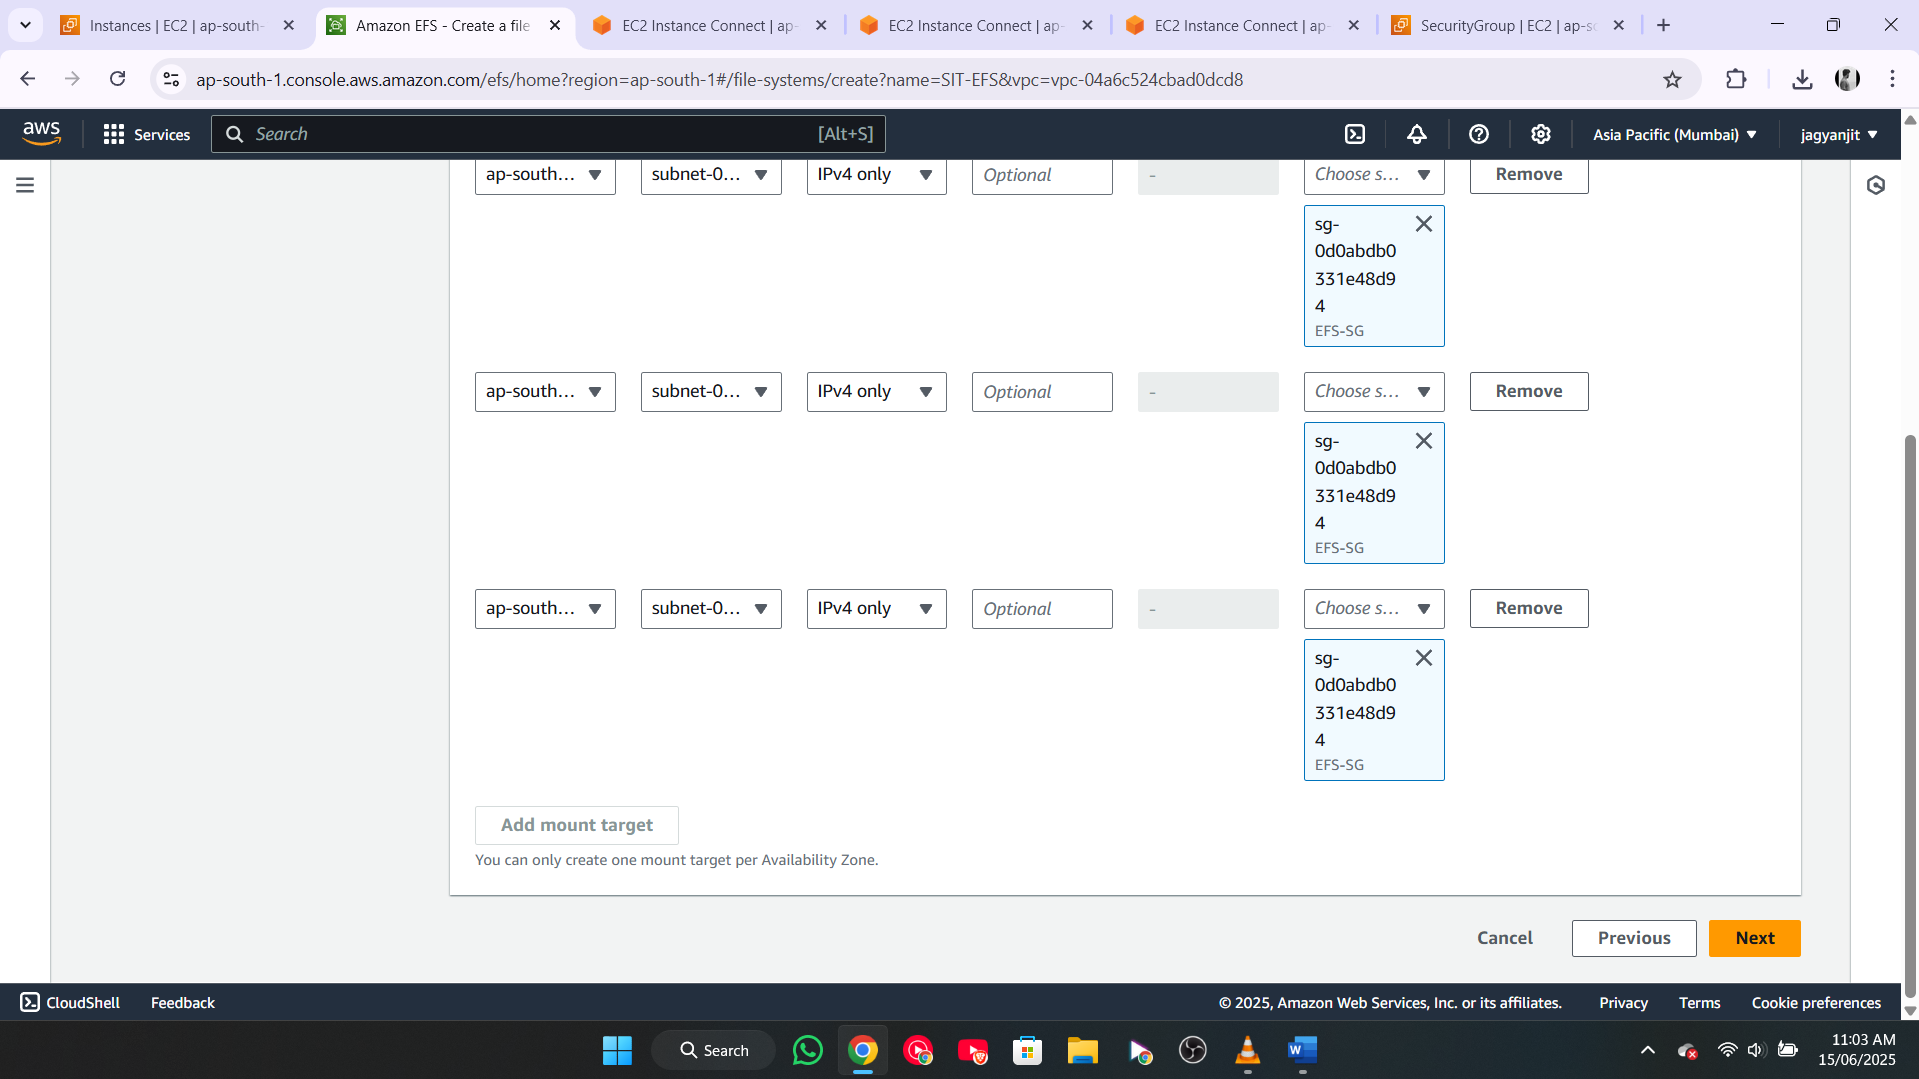 Instances | EC2 | ap-south-
Amazon EFS - Create a file
EC2 Instance Connect | ap-
EC2 Instance Connect | ap-
EC2 Instance Connect | ap-
SecurityGroup | EC2 | ap-so
ap-south-1.console.aws.amazon.com/efs/home?region=ap-south-1#/file-systems/create?name=SIT-EFS&vpc=vpc-04a6c524cbad0dcd8
aws
Services
Search
[Alt+S]
Asia Pacific (Mumbai)
jagyanjit
ap-south...
subnet-0...
IPv4 only
Optional
-
Choose s...
Remove
sg-
0d0abdb0
331e48d9
4
EFS-SG
ap-south...
subnet-0...
IPv4 only
Optional
-
Choose s...
Remove
sg-
0d0abdb0
331e48d9
4
EFS-SG
ap-south...
subnet-0...
IPv4 only
Optional
-
Choose s...
Remove
sg-
0d0abdb0
331e48d9
4
EFS-SG
Add mount target
You can only create one mount target per Availability Zone.
Cancel
Previous
Next
CloudShell
Feedback
© 2025, Amazon Web Services, Inc. or its affiliates.
Privacy
Terms
Cookie preferences
Search
11:03 AM
15/06/2025